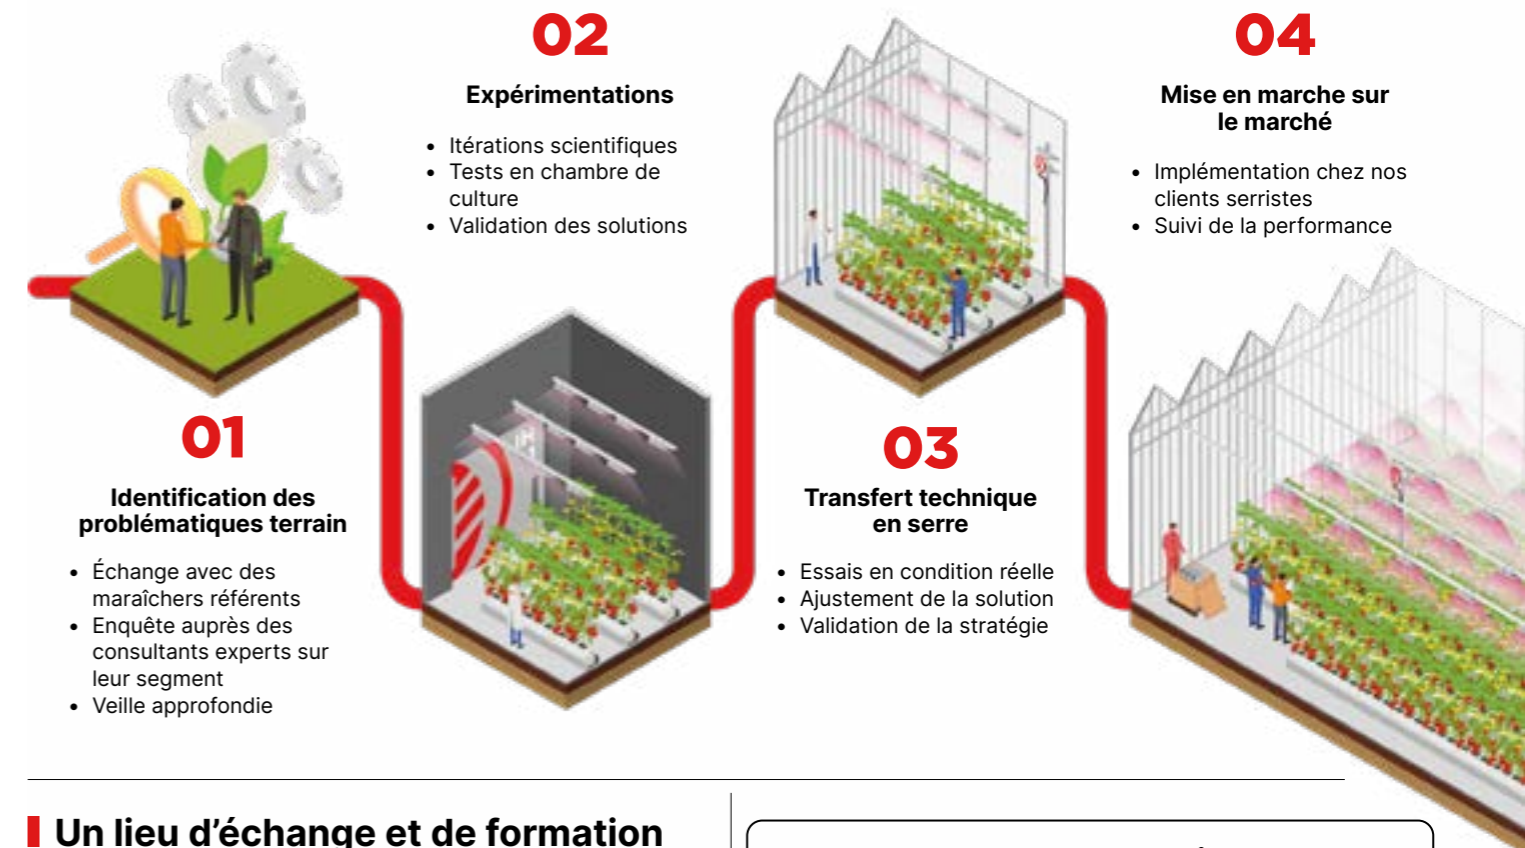 02
Expérimentations
• Itérations scientifiques
• Tests en chambre de
culture
• Validation des solutions
04
Mise en marche sur
le marché
• Implémentation chez nos
clients serristes
• Suivi de la performance
01
Identification des
problématiques terrain
• Échange avec des
maraîchers référents
• Enquête auprès des
consultants experts sur
leur segment
• Veille approfondie
03
Transfert technique
en serre
• Essais en condition réelle
• Ajustement de la solution
• Validation de la stratégie
Un lieu d’échange et de formation